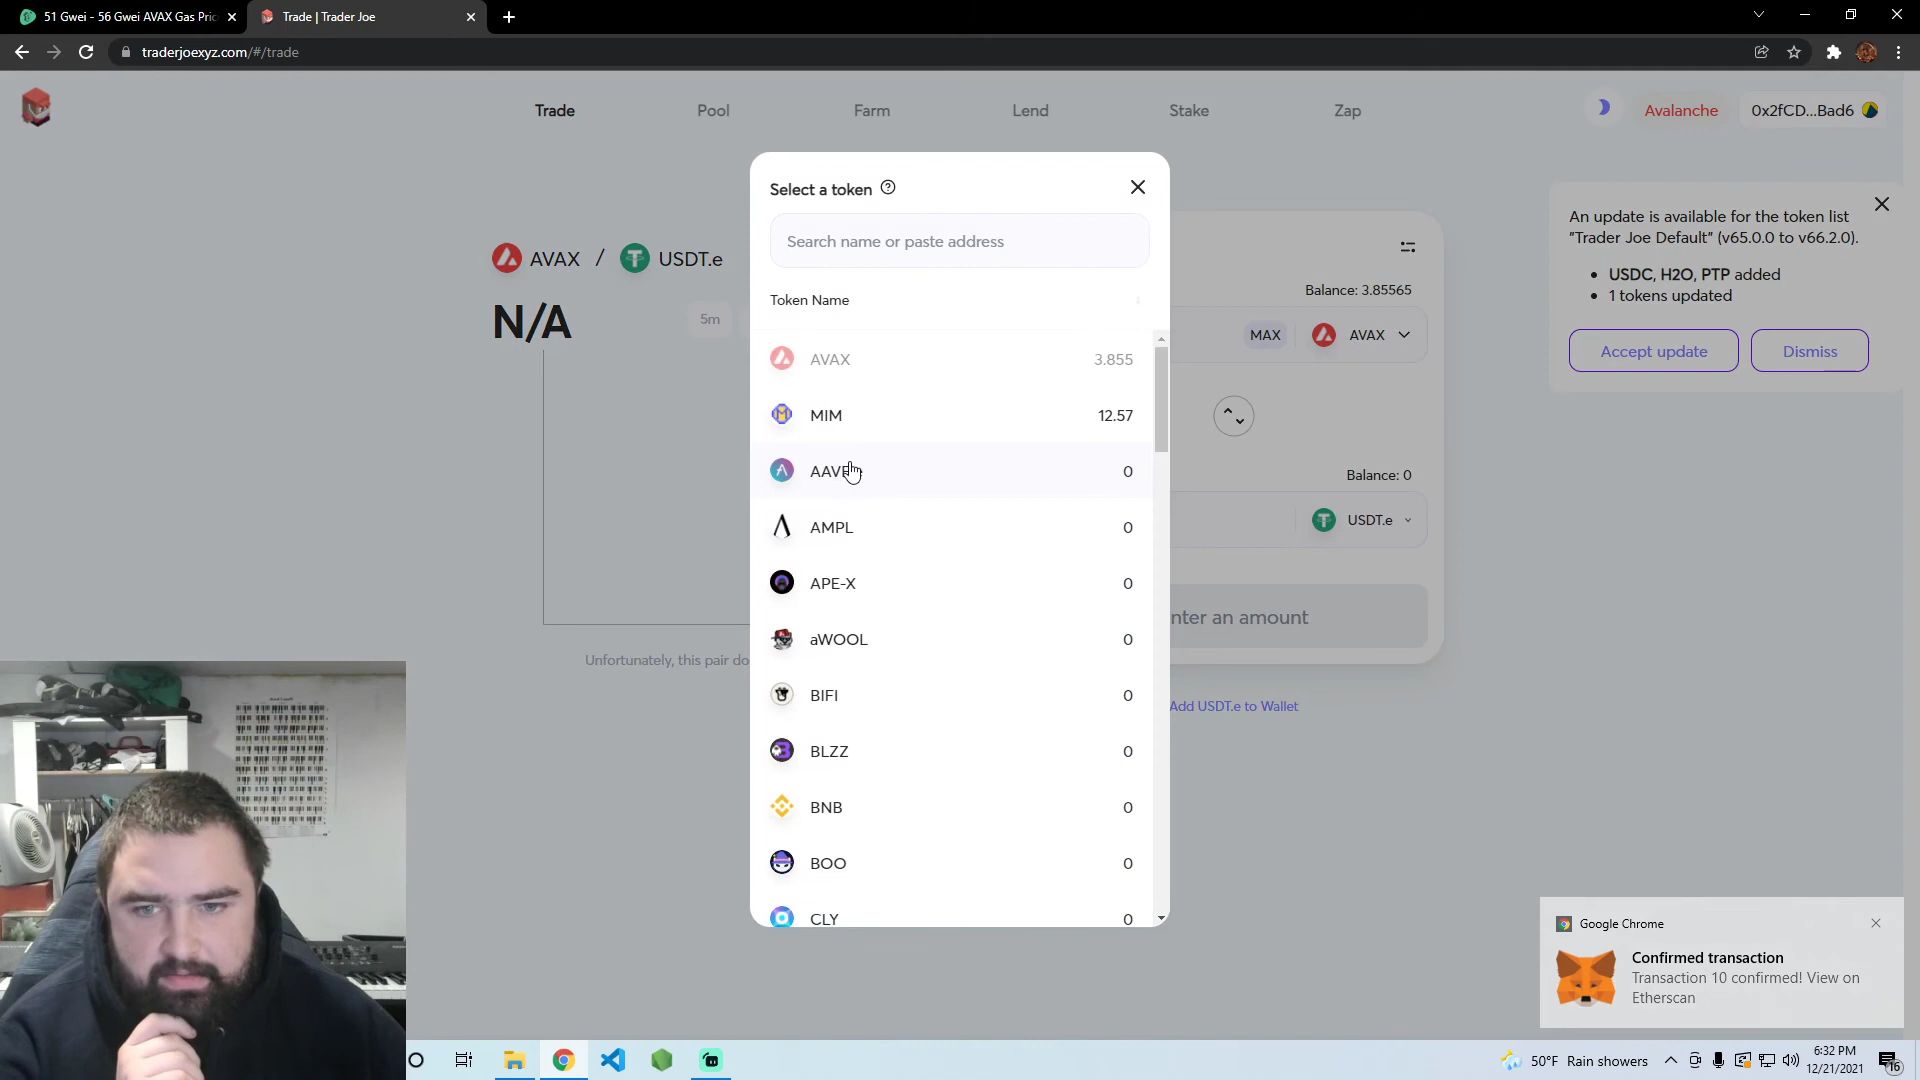 51 Gwei - 56 Gwei AVAX Gas Pric
Trade | Trader Joe
traderjoexyz.com/#/trade
Trade
Pool
Farm
Lend
Stake
Zap
Avalanche
0x2fCD...Bad6
AVAX / USDT.e
N/A
5m
Unfortunately, this pair do
Select a token
Search name or paste address
Token Name
AVAX 3.855
MIM 12.57
0
AMPL 0
APE-X 0
aWOOL 0
BIFI 0
BLZZ 0
BNB 0
BOO 0
CLY 0
Balance: 3.85565
MAX AVAX
Balance: 0
USDT.e
nter an amount
Add USDT.e to Wallet
An update is available for the token list
"Trader Joe Default" (v65.0.0 to v66.2.0).
USDC, H2O, PTP added
1 tokens updated
Accept update
Dismiss
Google Chrome
Confirmed transaction
Transaction 10 confirmed! View on
Etherscan
50°F Rain showers
6:32 PM
12/21/2021
16